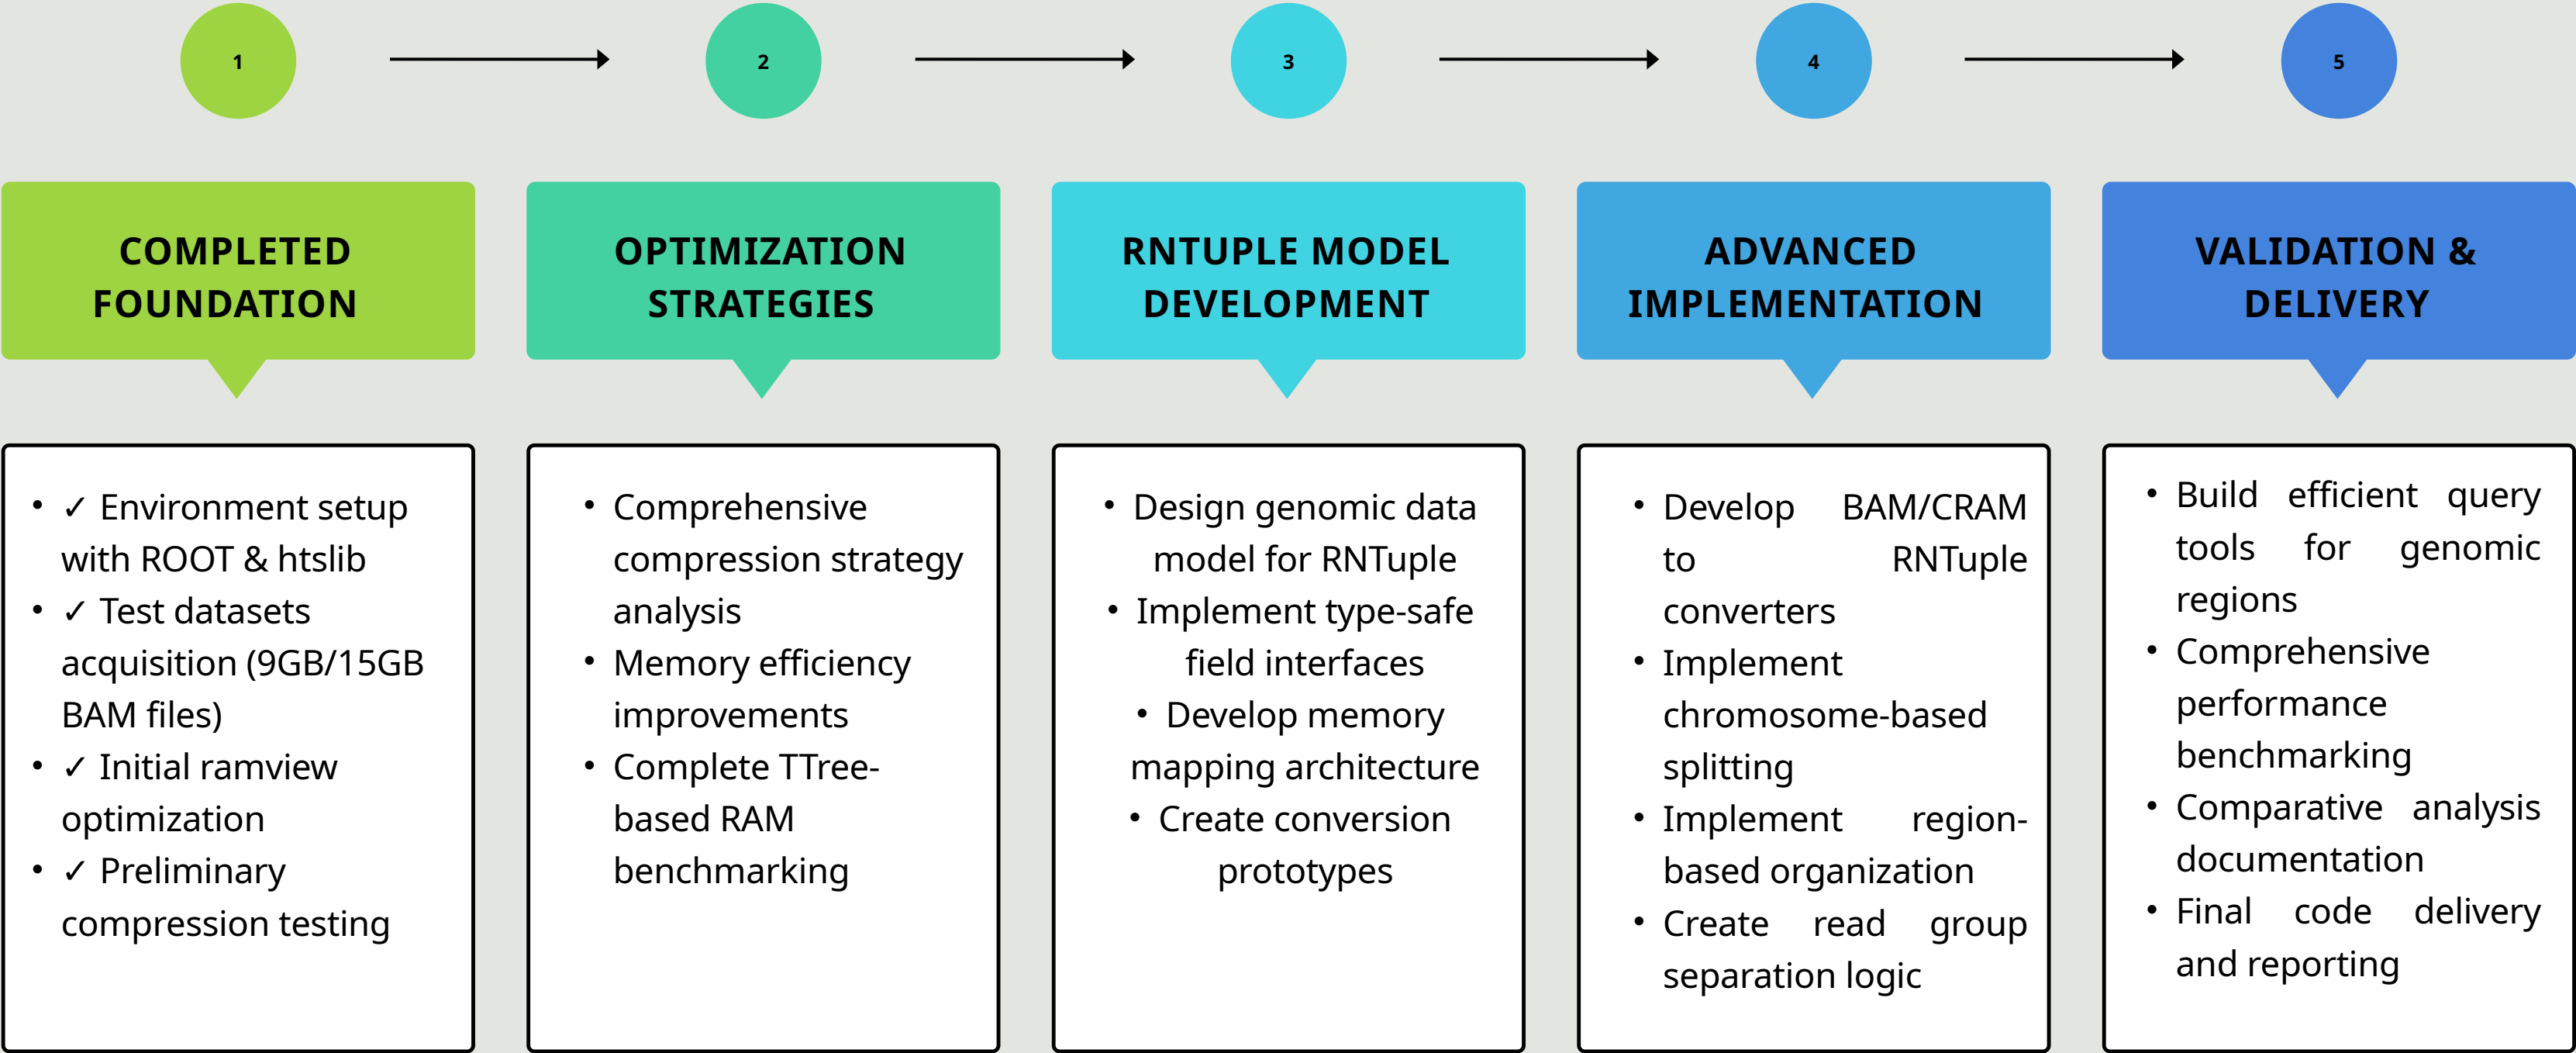 1
2
3
4
5
COMPLETED
FOUNDATION
OPTIMIZATION
STRATEGIES
RNTUPLE MODEL
DEVELOPMENT
ADVANCED
IMPLEMENTATION
VALIDATION &
DELIVERY
• ✓ Environment setup
with ROOT & htslib
• ✓ Test datasets
acquisition (9GB/15GB
BAM files)
• ✓ Initial ramview
optimization
• ✓ Preliminary
compression testing
• Comprehensive
compression strategy
analysis
• Memory efficiency
improvements
• Complete TTree-
based RAM
benchmarking
• Design genomic data
model for RNTuple
• Implement type-safe
field interfaces
• Develop memory
mapping architecture
• Create conversion
prototypes
• Develop BAM/CRAM
to RNTuple
converters
• Implement
chromosome-based
splitting
• Implement region-
based organization
• Create read group
separation logic
• Build efficient query
tools for genomic
regions
• Comprehensive
performance
benchmarking
• Comparative analysis
documentation
• Final code delivery
and reporting